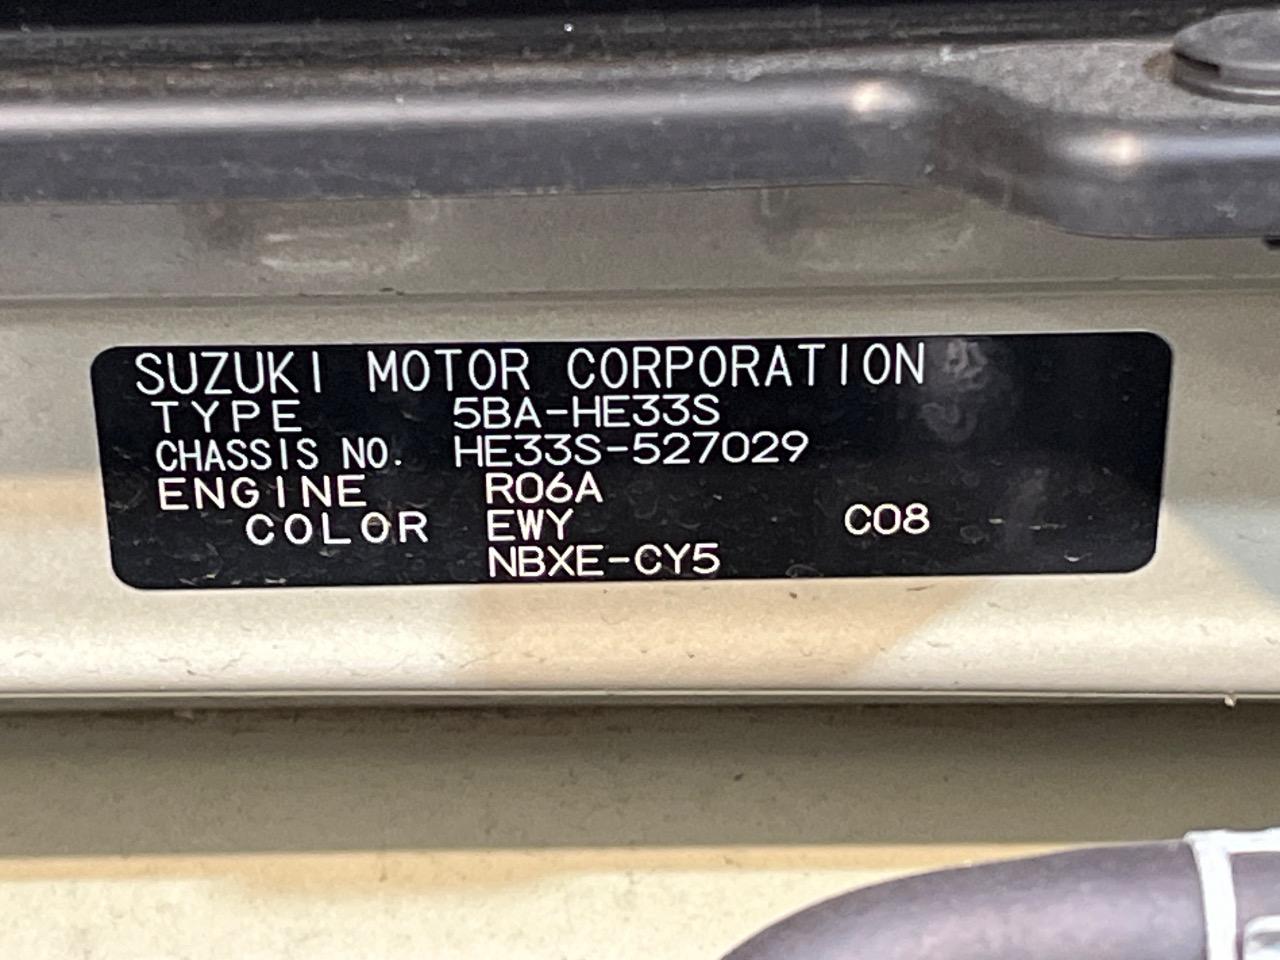 SUZUKI MOTOR CORPORATION
TYPE 5BA-HE33S
CHASSIS NO. HE33S-527029
ENGINE R06A
COLOR EWY C08
NBXE-CY5